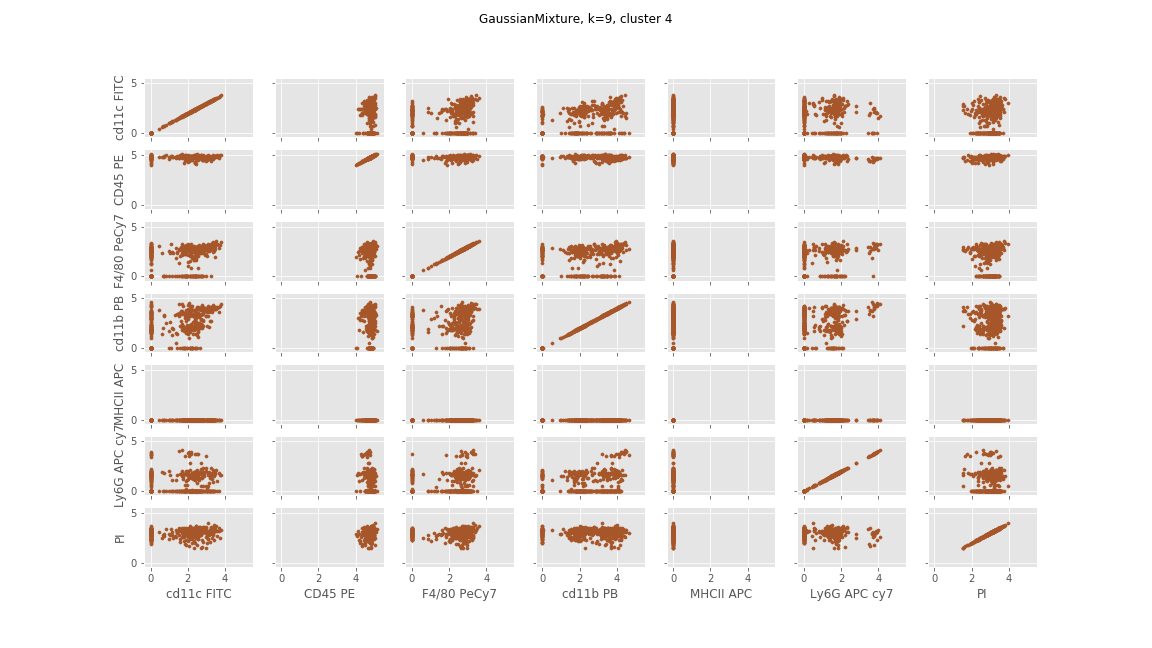 GaussianMixture, k=9, cluster 4
cd11c FITC
5
0
CD45 PE
5
0
F4/80 PeCy7
5
0
cd11b PB
5
0
MHCII APC
5
0
Ly6G APC cy7
5
0
PI
5
0
0 2 4 0 2 4 0 2 4 0 2 4 0 2 4 0 2 4 0 2 4
cd11c FITC CD45 PE F4/80 PeCy7 cd11b PB MHCII APC Ly6G APC cy7 PI